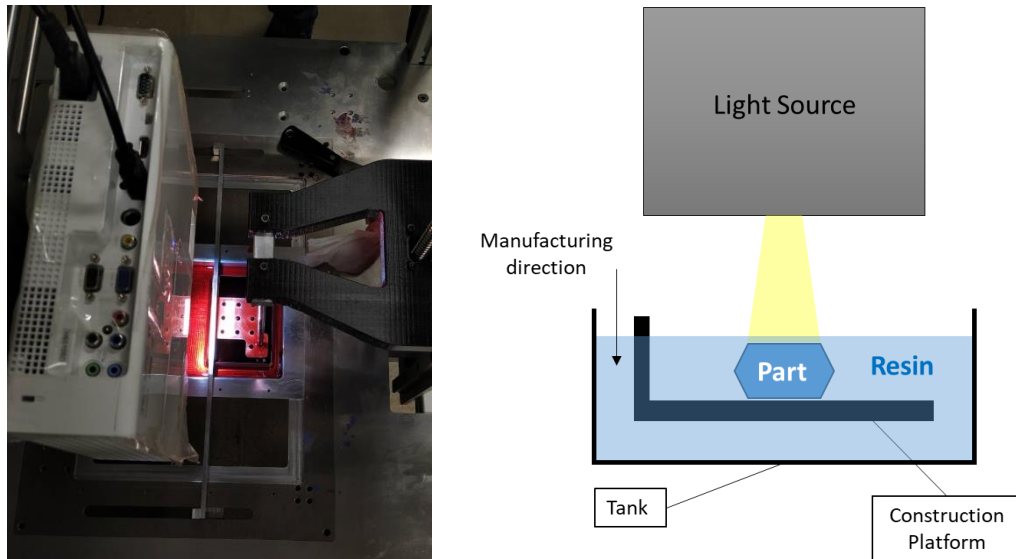 Light Source
Manufacturing
direction
Part
Resin
Tank
Construction
Platform